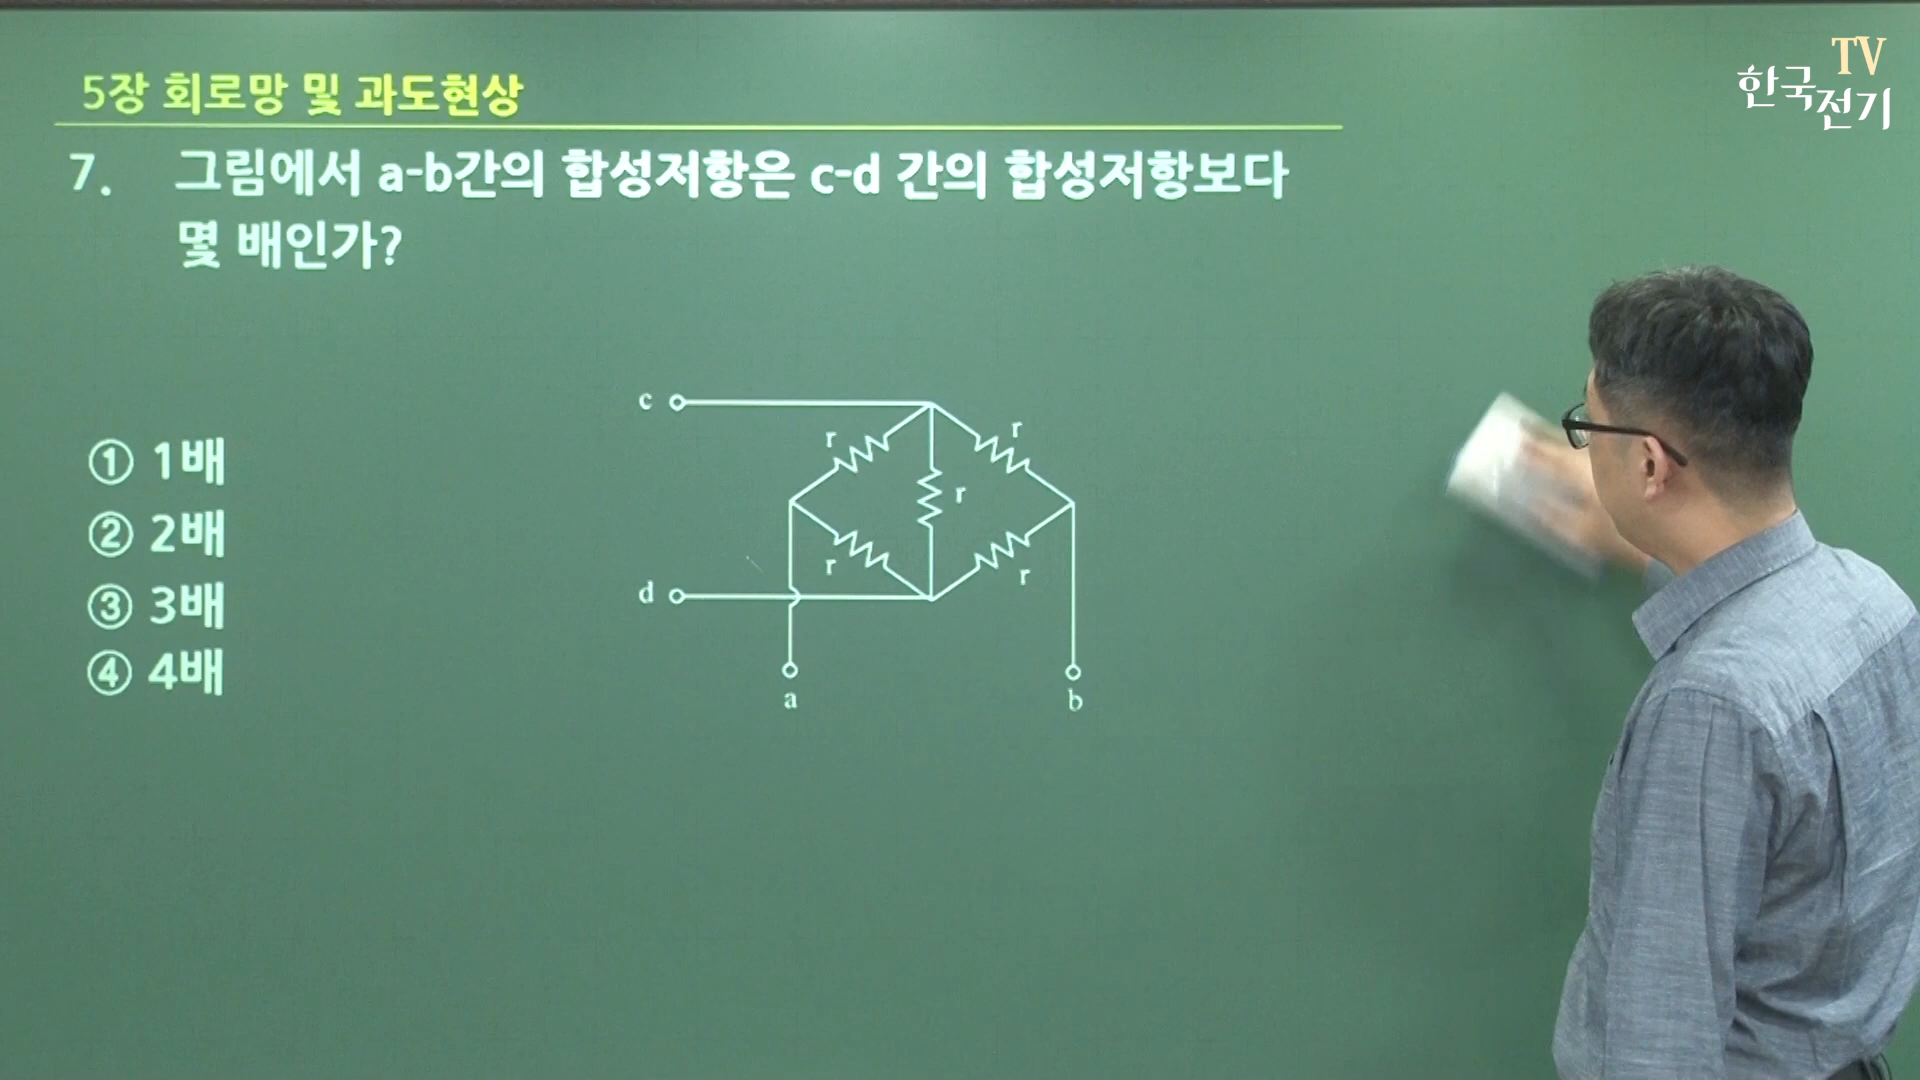 TV
한국전기
5장 회로망 및 과도현상
7. 그림에서 a-b간의 합성저항은 c-d 간의 합성저항보다
몇 배인가?
① 1배
② 2배
③ 3배
④ 4배
c
r
r
r
r
r
d
a
b